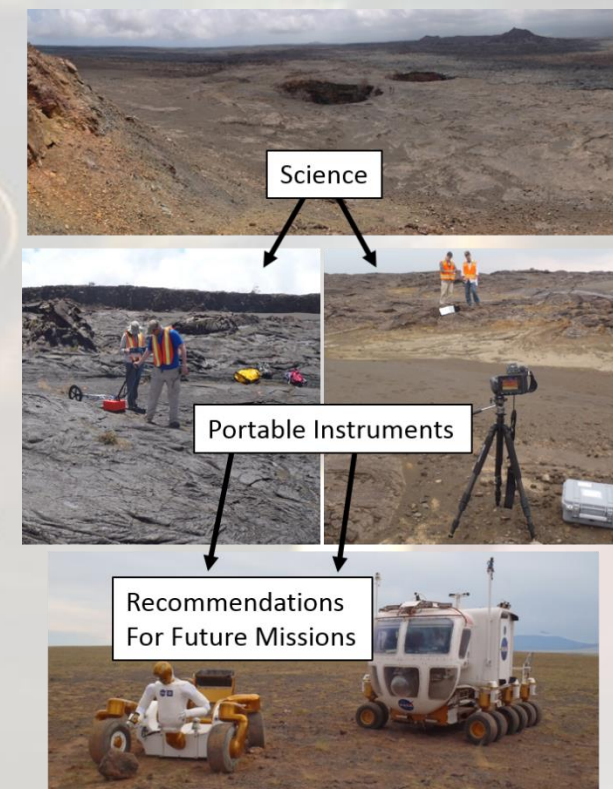 Science
Portable Instruments
Recommendations
For Future Missions